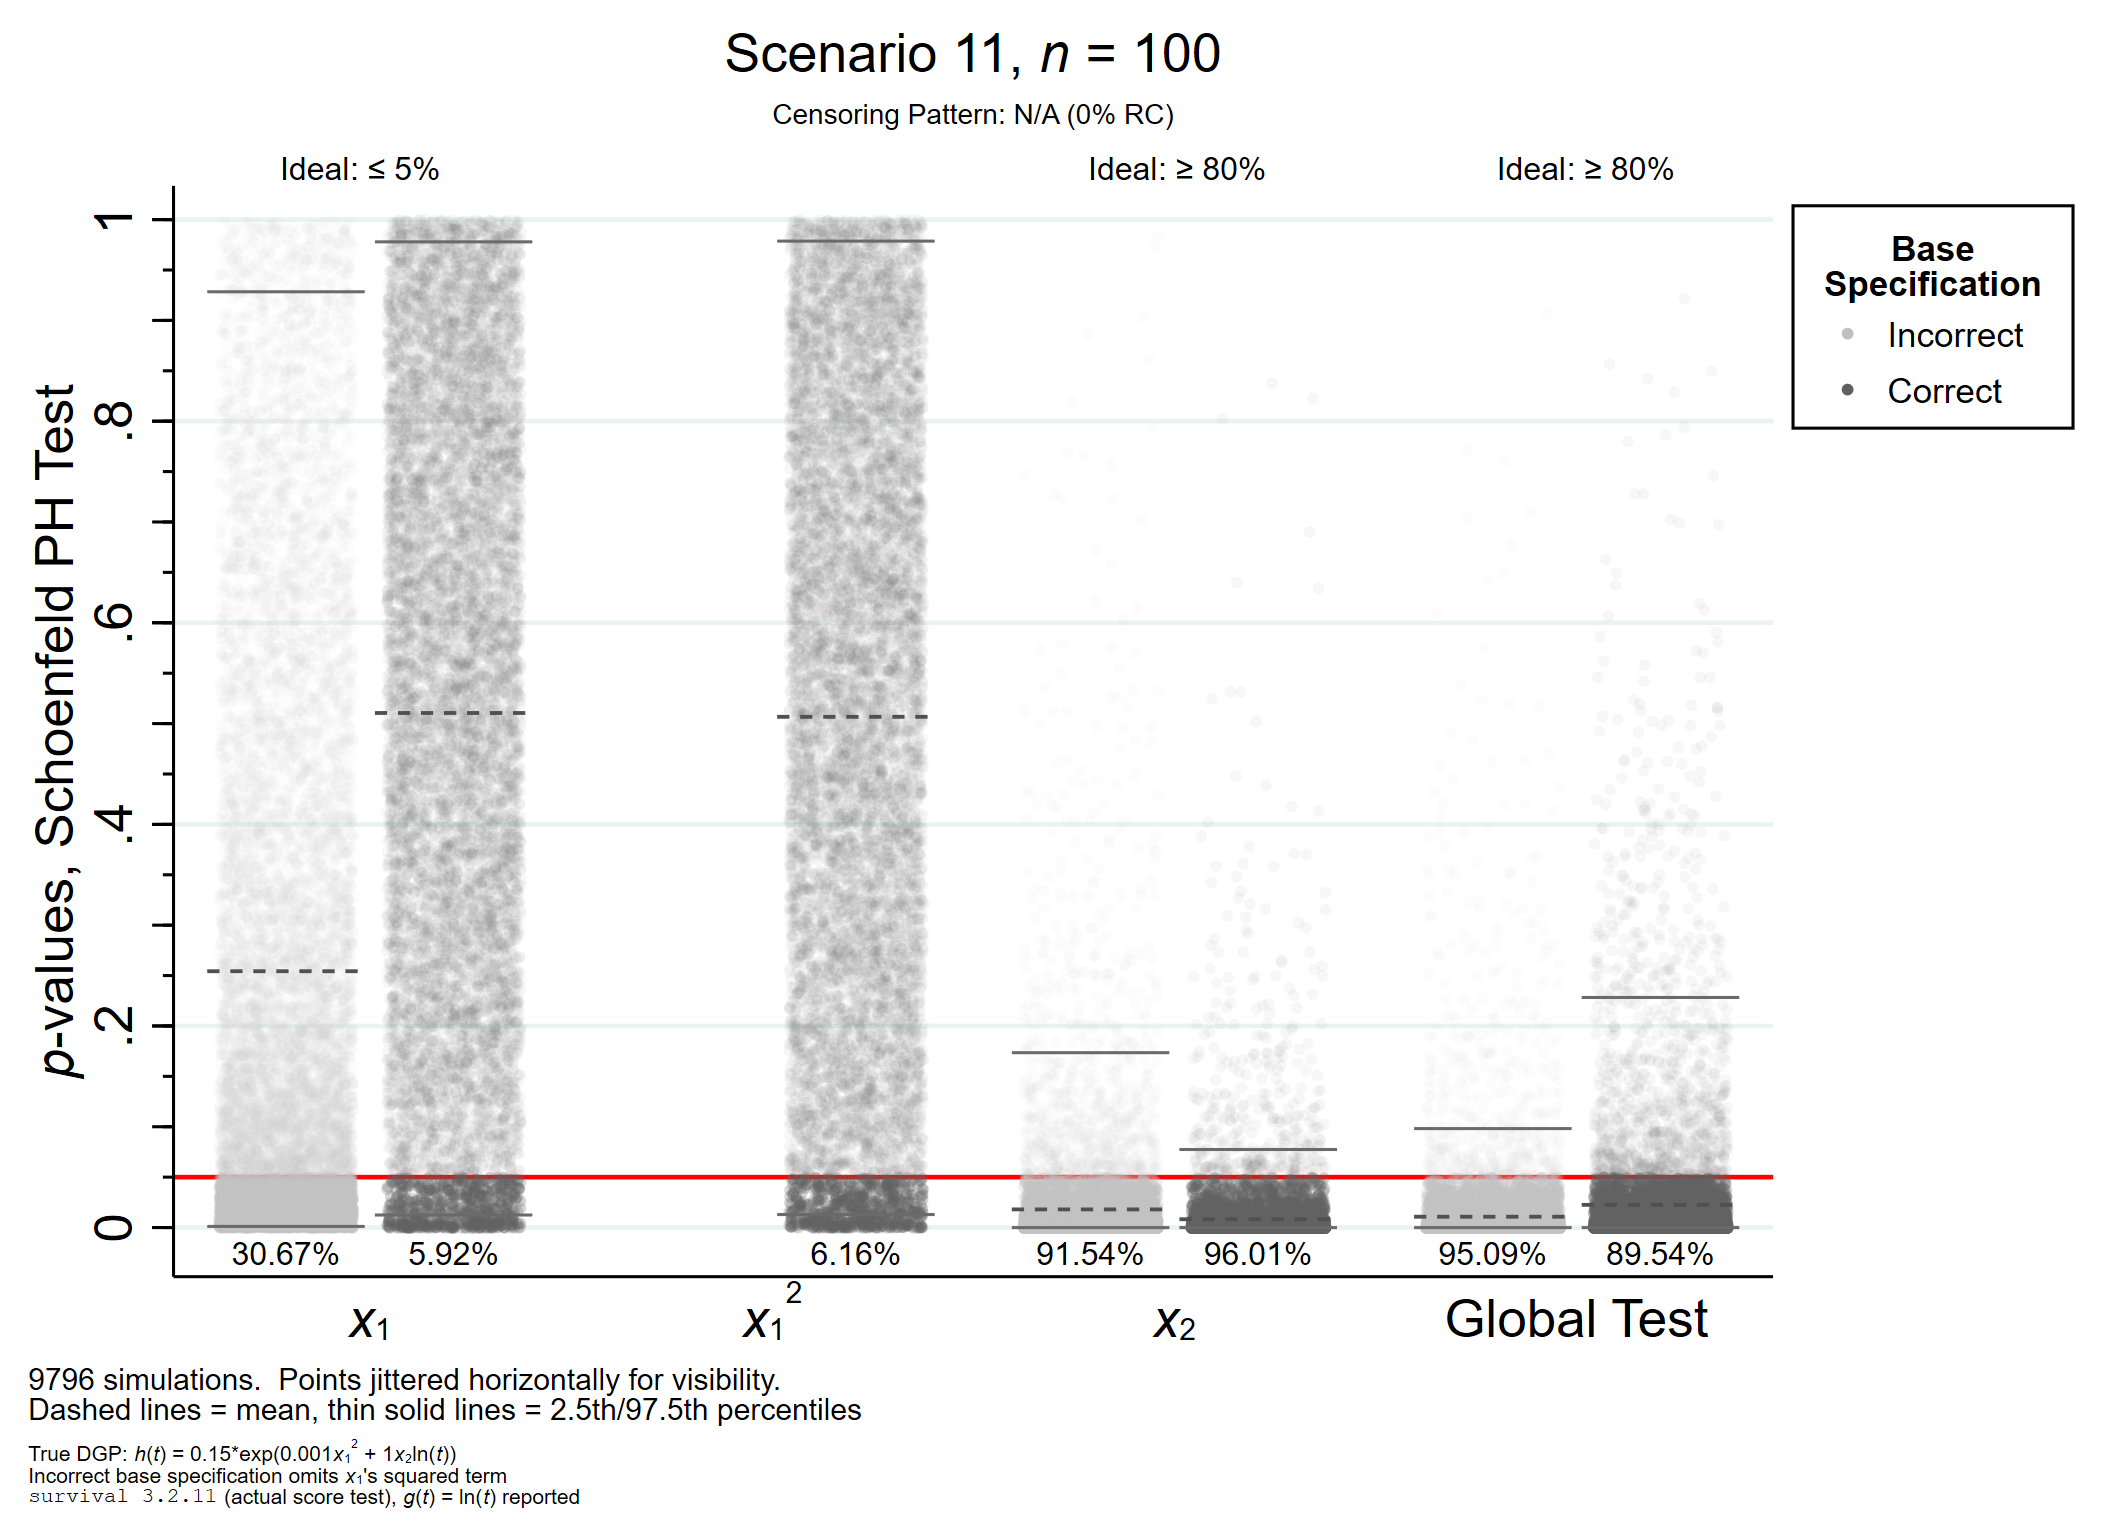 Scenario 11, n = 100
Censoring Pattern: N/A (0% RC)
Ideal: ≤ 5%
Ideal: ≥ 80%
Ideal: ≥ 80%
p-values, Schoenfeld PH Test
1
.8
.6
.4
.2
0
Base
Specification
Incorrect
Correct
30.67%
5.92%
6.16%
91.54%
96.01%
95.09%
89.54%
x₁
x₁²
x₂
Global Test
9796 simulations.  Points jittered horizontally for visibility.
Dashed lines = mean, thin solid lines = 2.5th/97.5th percentiles
True DGP: h(t) = 0.15*exp(0.001x₁² + 1x₂ln(t))
Incorrect base specification omits x₁'s squared term
survival 3.2.11 (actual score test), g(t) = ln(t) reported